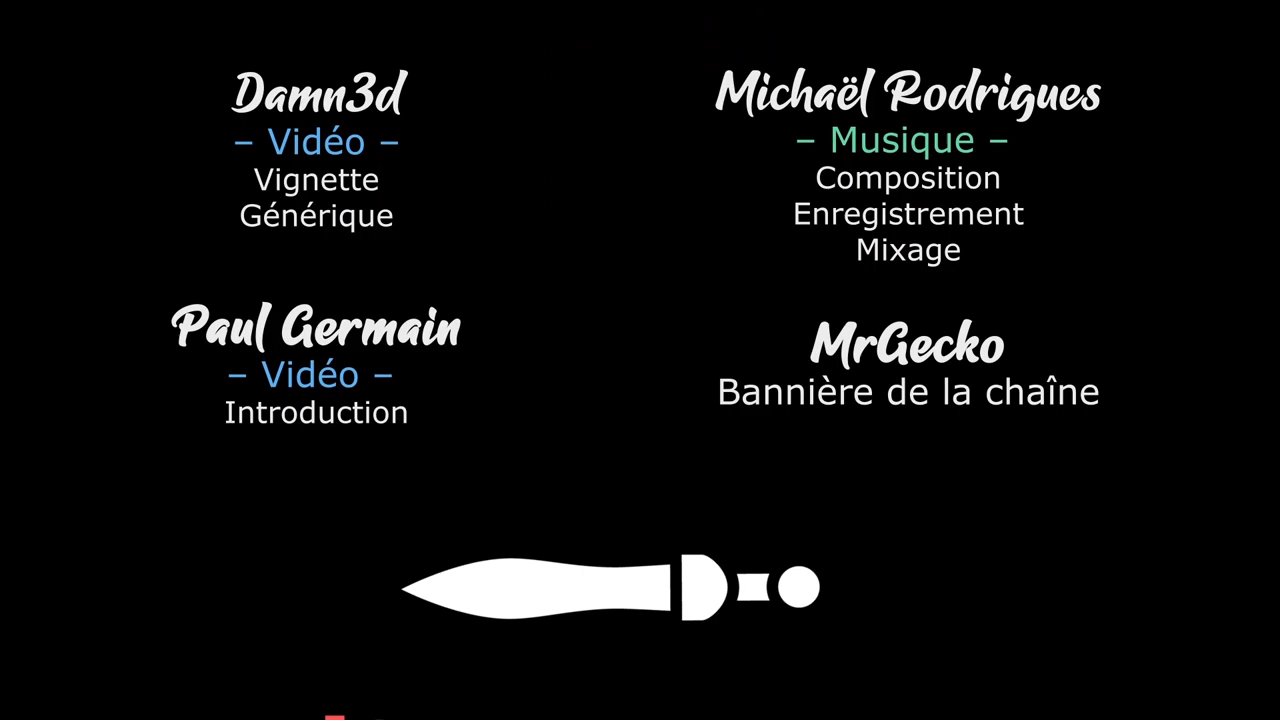 Damn3d
– Vidéo –
Vignette
Générique
Paul Germain
– Vidéo –
Introduction
Michaël Rodrigues
– Musique –
Composition
Enregistrement
Mixage
MrGecko
Bannière de la chaîne